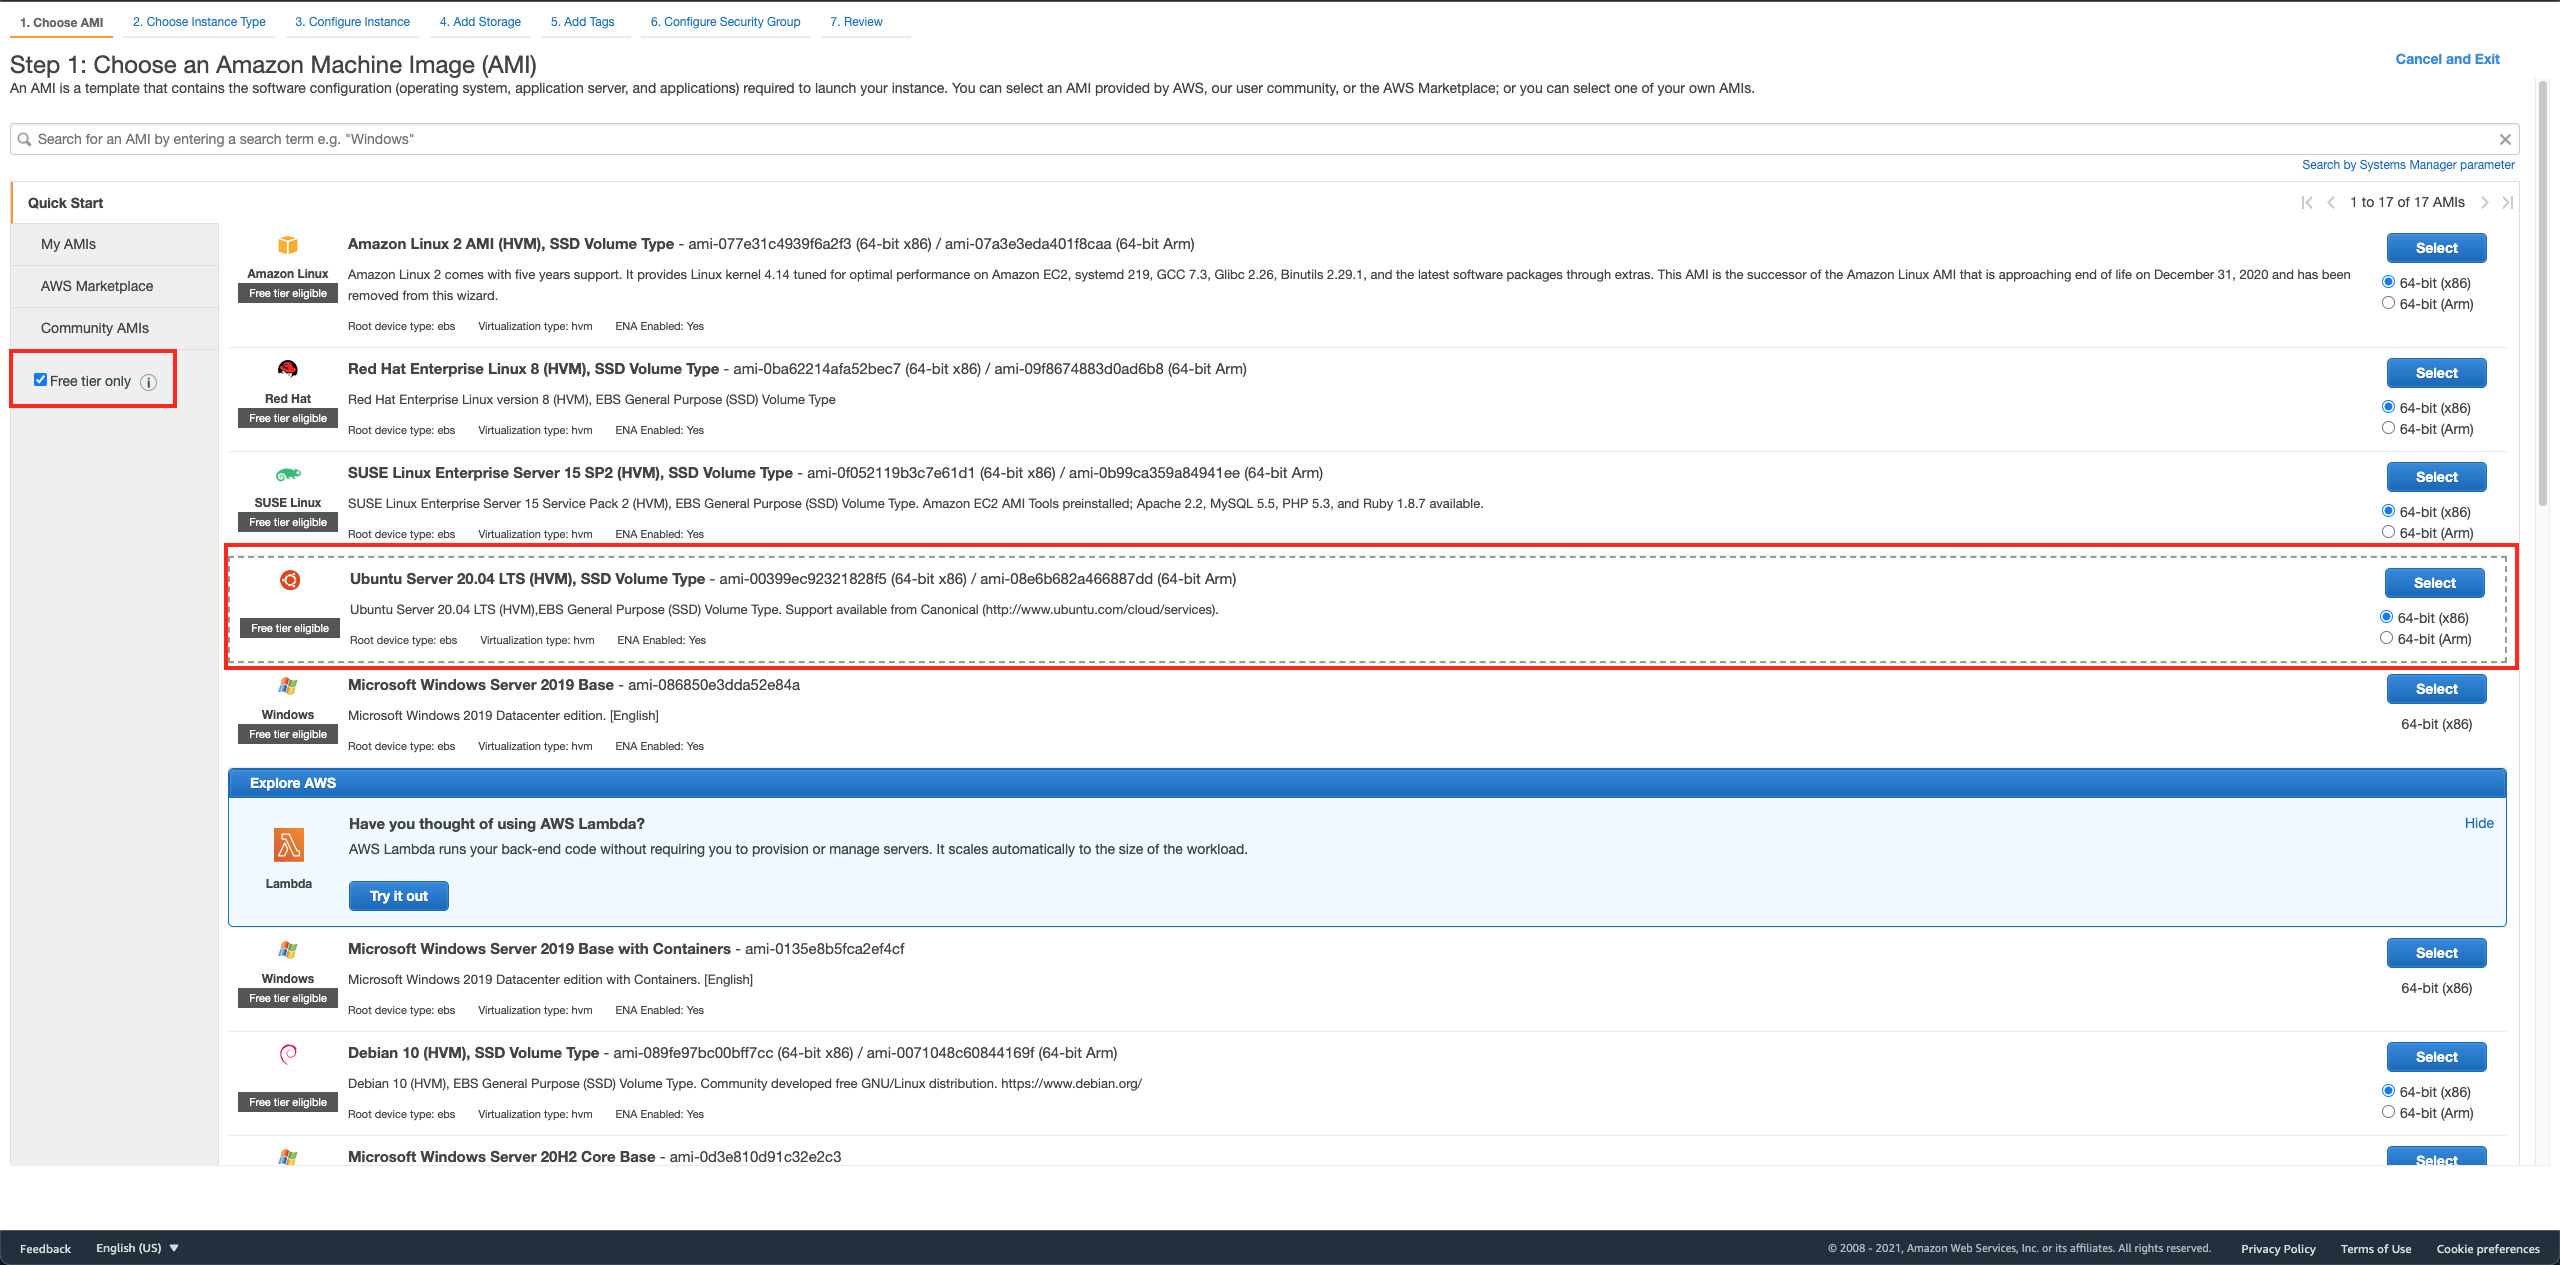 1. Choose AMI
2. Choose Instance Type
3. Configure Instance
4. Add Storage
5. Add Tags
6. Configure Security Group
7. Review
Step 1: Choose an Amazon Machine Image (AMI)
Cancel and Exit
An AMI is a template that contains the software configuration (operating system, application server, and applications) required to launch your instance. You can select an AMI provided by AWS, our user community, or the AWS Marketplace; or you can select one of your own AMIs.
Search for an AMI by entering a search term e.g. "Windows"
Search by Systems Manager parameter
Quick Start
My AMIs
AWS Marketplace
Community AMIs
Free tier only
1 to 17 of 17 AMIs
Amazon Linux
Free tier eligible
Amazon Linux 2 AMI (HVM), SSD Volume Type - ami-077e31c4939f6a2f3 (64-bit x86) / ami-07a3e3eda401f8caa (64-bit Arm)
Amazon Linux 2 comes with five years support. It provides Linux kernel 4.14 tuned for optimal performance on Amazon EC2, systemd 219, GCC 7.3, Glibc 2.26, Binutils 2.29.1, and the latest software packages through extras. This AMI is the successor of the Amazon Linux AMI that is approaching end of life on December 31, 2020 and has been
removed from this wizard.
Root device type: ebs Virtualization type: hvm ENA Enabled: Yes
Select
64-bit (x86)
64-bit (Arm)
Red Hat
Free tier eligible
Red Hat Enterprise Linux 8 (HVM), SSD Volume Type - ami-0ba62214afa52bec7 (64-bit x86) / ami-09f8674883d0ad6b8 (64-bit Arm)
Red Hat Enterprise Linux version 8 (HVM), EBS General Purpose (SSD) Volume Type
Root device type: ebs Virtualization type: hvm ENA Enabled: Yes
Select
64-bit (x86)
64-bit (Arm)
SUSE Linux
Free tier eligible
SUSE Linux Enterprise Server 15 SP2 (HVM), SSD Volume Type - ami-0f052119b3c7e61d1 (64-bit x86) / ami-0b99ca359a84941ee (64-bit Arm)
SUSE Linux Enterprise Server 15 Service Pack 2 (HVM), EBS General Purpose (SSD) Volume Type. Amazon EC2 AMI Tools preinstalled; Apache 2.2, MySQL 5.5, PHP 5.3, and Ruby 1.8.7 available.
Root device type: ebs Virtualization type: hvm ENA Enabled: Yes
Select
64-bit (x86)
64-bit (Arm)
Free tier eligible
Ubuntu Server 20.04 LTS (HVM), SSD Volume Type - ami-00399ec92321828f5 (64-bit x86) / ami-08e6b682a466887dd (64-bit Arm)
Ubuntu Server 20.04 LTS (HVM),EBS General Purpose (SSD) Volume Type. Support available from Canonical (http://www.ubuntu.com/cloud/services).
Root device type: ebs Virtualization type: hvm ENA Enabled: Yes
Select
64-bit (x86)
64-bit (Arm)
Windows
Free tier eligible
Microsoft Windows Server 2019 Base - ami-086850e3dda52e84a
Microsoft Windows 2019 Datacenter edition. [English]
Root device type: ebs Virtualization type: hvm ENA Enabled: Yes
Select
64-bit (x86)
Explore AWS
Lambda
Have you thought of using AWS Lambda?
Hide
AWS Lambda runs your back-end code without requiring you to provision or manage servers. It scales automatically to the size of the workload.
Try it out
Windows
Free tier eligible
Microsoft Windows Server 2019 Base with Containers - ami-0135e8b5fca2ef4cf
Microsoft Windows 2019 Datacenter edition with Containers. [English]
Root device type: ebs Virtualization type: hvm ENA Enabled: Yes
Select
64-bit (x86)
Free tier eligible
Debian 10 (HVM), SSD Volume Type - ami-089fe97bc00bff7cc (64-bit x86) / ami-0071048c60844169f (64-bit Arm)
Debian 10 (HVM), EBS General Purpose (SSD) Volume Type. Community developed free GNU/Linux distribution. https://www.debian.org/
Root device type: ebs Virtualization type: hvm ENA Enabled: Yes
Select
64-bit (x86)
64-bit (Arm)
Microsoft Windows Server 20H2 Core Base - ami-0d3e810d91c32e2c3
Select
Feedback
English (US)
© 2008 - 2021, Amazon Web Services, Inc. or its affiliates. All rights reserved.
Privacy Policy
Terms of Use
Cookie preferences